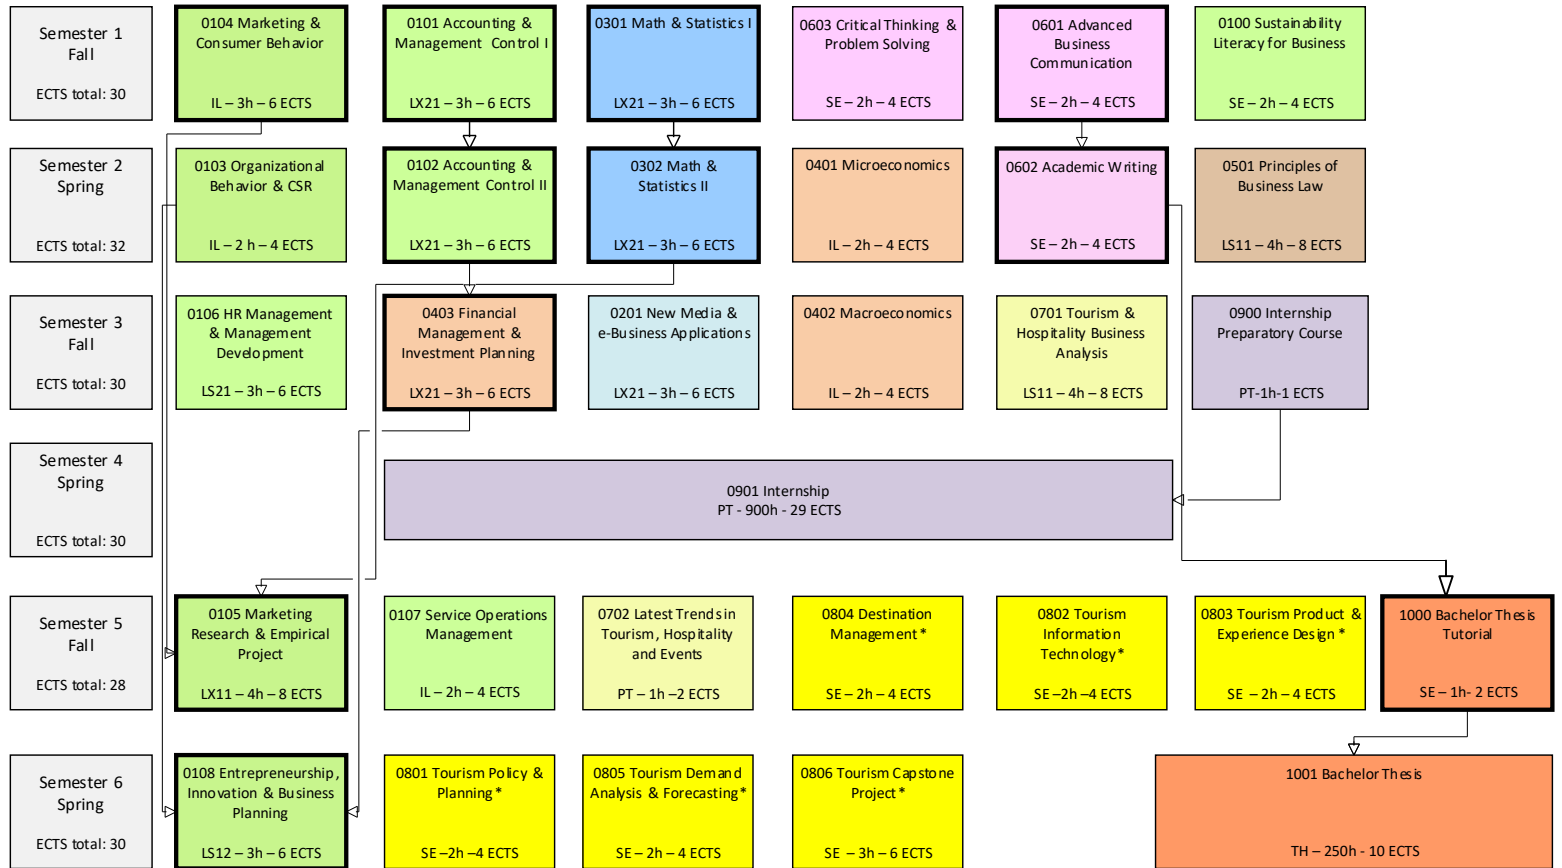 Semester 1
Fall
ECTS total: 30
0104 Marketing &
Consumer Behavior
IL – 3h – 6 ECTS
0101 Accounting &
Management Control I
LX21 – 3h – 6 ECTS
0301 Math & Statistics I
LX21 – 3h – 6 ECTS
0603 Critical Thinking &
Problem Solving
SE – 2h – 4 ECTS
0601 Advanced
Business
Communication
SE – 2h – 4 ECTS
0100 Sustainability
Literacy for Business
SE – 2h – 4 ECTS
Semester 2
Spring
ECTS total: 32
0103 Organizational
Behavior & CSR
IL – 2 h – 4 ECTS
0102 Accounting &
Management Control II
LX21 – 3h – 6 ECTS
0302 Math &
Statistics II
LX21 – 3h – 6 ECTS
0401 Microeconomics
IL – 2h – 4 ECTS
0602 Academic Writing
SE – 2h – 4 ECTS
0501 Principles of
Business Law
LS11 – 4h – 8 ECTS
Semester 3
Fall
ECTS total: 30
0106 HR Management
& Management
Development
LS21 – 3h – 6 ECTS
0403 Financial
Management &
Investment Planning
LX21 – 3h – 6 ECTS
0201 New Media &
e-Business Applications
LX21 – 3h – 6 ECTS
0402 Macroeconomics
IL – 2h – 4 ECTS
0701 Tourism &
Hospitality Business
Analysis
LS11 – 4h – 8 ECTS
0900 Internship
Preparatory Course
PT-1h-1 ECTS
Semester 4
Spring
ECTS total: 30
0901 Internship
PT - 900h - 29 ECTS
Semester 5
Fall
ECTS total: 28
0105 Marketing
Research & Empirical
Project
LX11 – 4h – 8 ECTS
0107 Service Operations
Management
IL – 2h – 4 ECTS
0702 Latest Trends in
Tourism, Hospitality
and Events
PT – 1h –2 ECTS
0804 Destination
Management *
SE – 2h – 4 ECTS
0802 Tourism
Information
Technology *
SE –2h –4 ECTS
0803 Tourism Product &
Experience Design *
SE – 2h – 4 ECTS
1000 Bachelor Thesis
Tutorial
SE – 1h- 2 ECTS
Semester 6
Spring
ECTS total: 30
0108 Entrepreneurship,
Innovation & Business
Planning
LS12 – 3h – 6 ECTS
0801 Tourism Policy &
Planning *
SE –2h –4 ECTS
0805 Tourism Demand
Analysis & Forecasting *
SE – 2h – 4 ECTS
0806 Tourism Capstone
Project *
SE – 3h – 6 ECTS
1001 Bachelor Thesis
TH – 250h - 10 ECTS